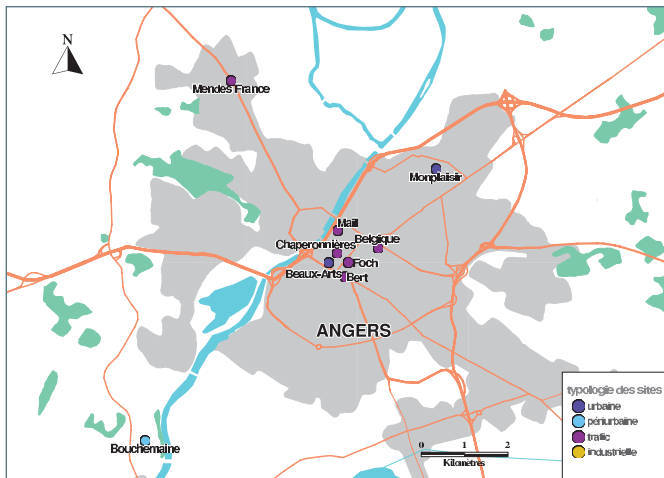 N
Mendes France
Monplaisir
Mail
Belgique
Chaperonnières
Foch
Beaux-Arts
Bert
ANGERS
Bouchemaine
0 1 2
Kilomètres
typologie des sites
urbaine
périurbaine
trafic
industrielle